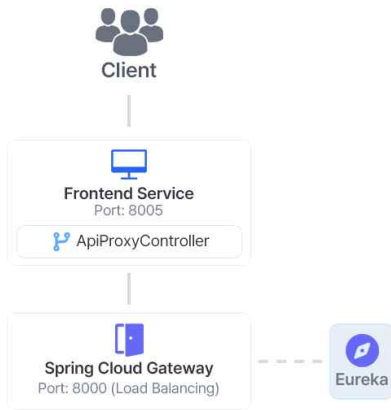 Client
Frontend Service
Port: 8005
ApiProxyController
Spring Cloud Gateway
Port: 8000 (Load Balancing)
Eureka